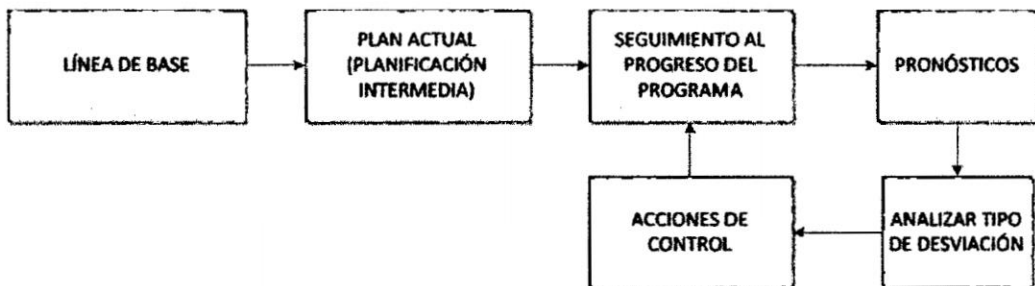 LÍNEA DE BASE
PLAN ACTUAL
(PLANIFICACIÓN
INTERMEDIA)
SEGUIMIENTO AL
PROGRESO DEL
PROGRAMA
PRONÓSTICOS
ACCIONES DE
CONTROL
ANALIZAR TIPO
DE DESVIACIÓN